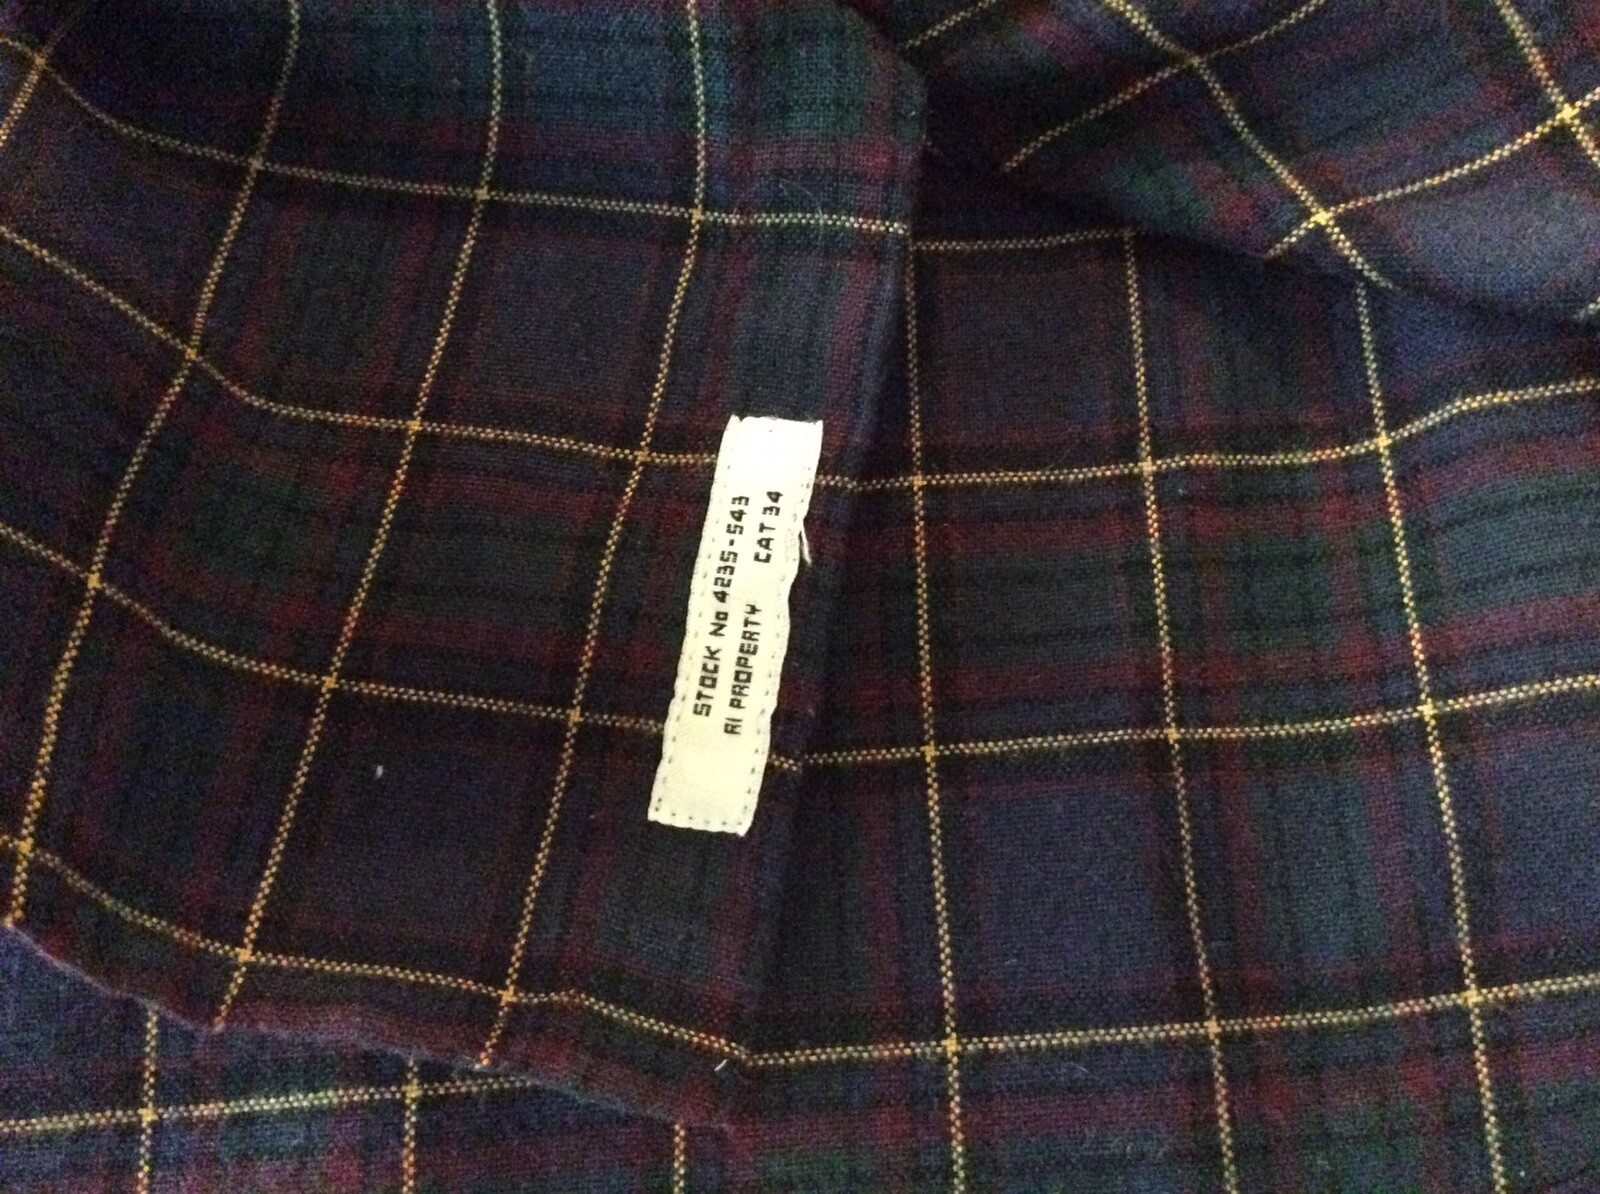 STOCK No 4235-543
RI PROPERTY CAT 34